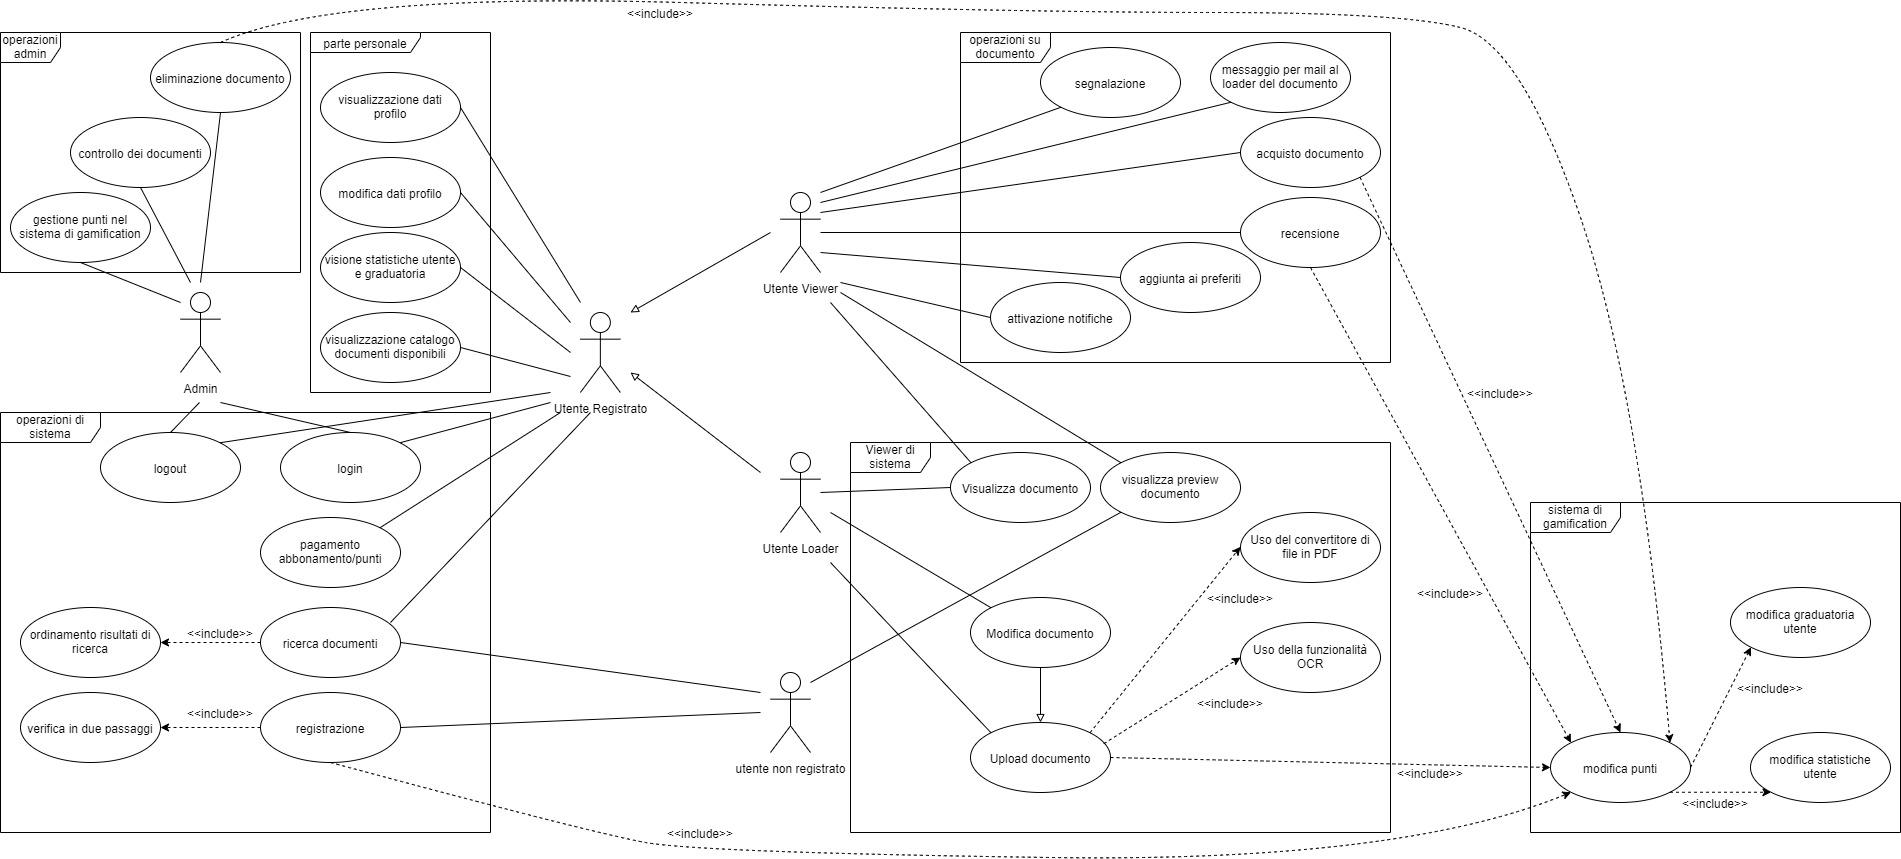 <<include>>
operazioni
admin
eliminazione documento
controllo dei documenti
gestione punti nel
sistema di gamification
Admin
parte personale
visualizzazione dati
profilo
modifica dati profilo
visione statistiche utente
e graduatoria
visualizzazione catalogo
documenti disponibili
Utente Registrato
operazioni su
documento
segnalazione
messaggio per mail al
loader del documento
acquisto documento
recensione
aggiunta ai preferiti
attivazione notifiche
Utente Viewer
<<include>>
<<include>>
operazioni di
sistema
logout
login
pagamento
abbonamento/punti
ordinamento risultati di
ricerca
<<include>>
ricerca documenti
verifica in due passaggi
<<include>>
registrazione
Utente Loader
utente non registrato
Viewer di
sistema
Visualizza documento
visualizza preview
documento
Uso del convertitore di
file in PDF
<<include>>
Modifica documento
Uso della funzionalità
OCR
<<include>>
Upload documento
<<include>>
sistema di
gamification
modifica graduatoria
utente
<<include>>
modifica punti
modifica statistiche
utente
<<include>>
<<include>>